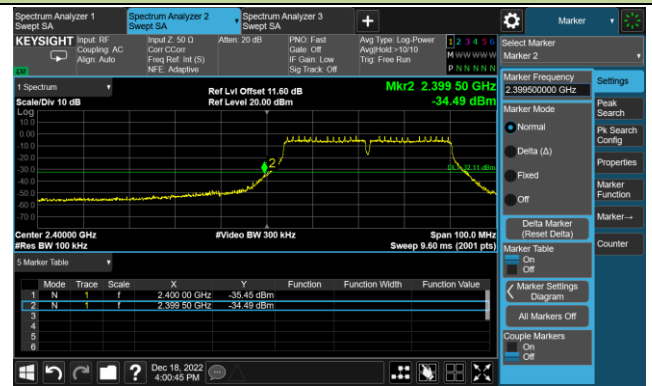 Spectrum Analyzer 1
Swept SA
Spectrum Analyzer 2
Swept SA
Spectrum Analyzer 3
Swept SA
Marker
KEYSIGHT
Input: RF
Coupling: AC
Align: Auto
Input Z: 50 Ω
Corr CCorr
Freq Ref: Int (S)
NFE: Adaptive
Atten: 20 dB
PNO: Fast
Gate: Off
IF Gain: Low
Sig Track: Off
Avg Type: Log-Power
Avg|Hold:>10/10
Trig: Free Run
1 2 3 4 5 6
M W W W W W
P N N N N N
Select Marker
Marker 2
1 Spectrum
Scale/Div 10 dB
Log
Ref Lvl Offset 11.60 dB
Ref Level 20.00 dBm
Mkr2 2.399 50 GHz
-34.49 dBm
10.0
0.00
-10.0
-20.0
-30.0
-40.0
-50.0
-60.0
-70.0
2
DL1 -32.11 dBm
Center 2.40000 GHz
#Res BW 100 kHz
#Video BW 300 kHz
Span 100.0 MHz
Sweep 9.60 ms (2001 pts)
5 Marker Table
Mode Trace Scale X Y Function Function Width Function Value
1 N 1 f 2.400 00 GHz -35.45 dBm
2 N 1 f 2.399 50 GHz -34.49 dBm
3
4
5
6
Marker Frequency
2.399500000 GHz
Marker Mode
Normal
Delta (Δ)
Fixed
Off
Delta Marker
(Reset Delta)
Marker Table
On
Off
Marker Settings
Diagram
All Markers Off
Couple Markers
On
Off
Settings
Peak
Search
Pk Search
Config
Properties
Marker
Function
Marker→
Counter
Dec 18, 2022
4:00:45 PM